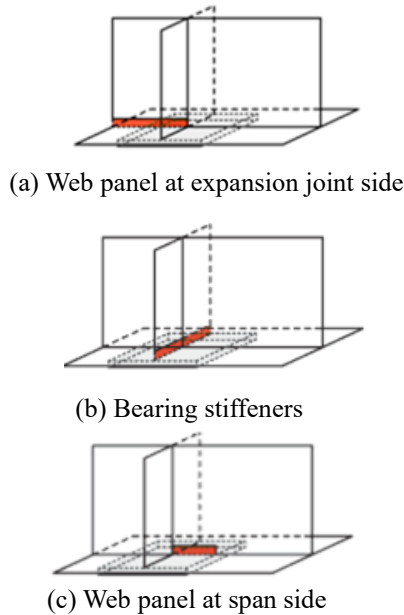 (a) Web panel at expansion joint side
(b) Bearing stiffeners
(c) Web panel at span side